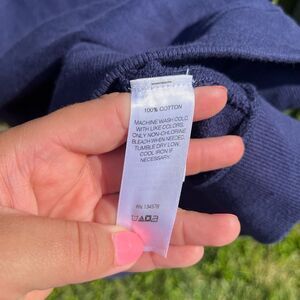 100% COTTON
MACHINE WASH COLD
WITH LIKE COLORS,
ONLY NON-CHLORINE
BLEACH WHEN NEEDED.
TUMBLE DRY LOW.
COOL IRON IF
NECESSARY.
RN 134576